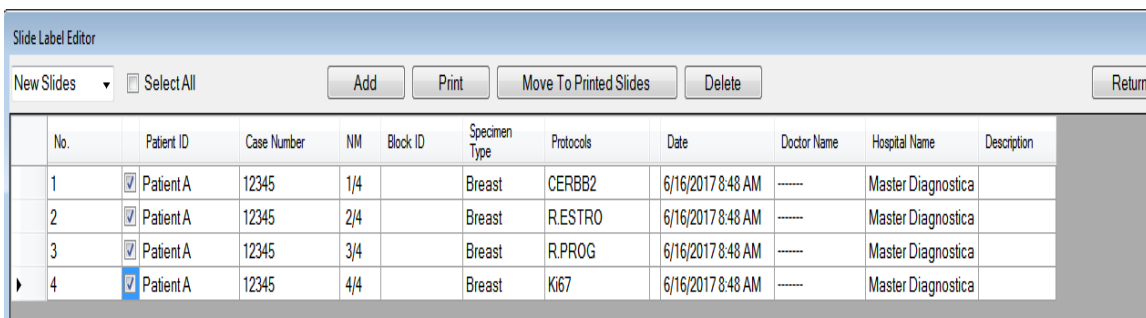 Slide Label Editor
New Slides Select All Add Print Move To Printed Slides Delete Return
No. Patient ID Case Number NM Block ID Specimen Type Protocols Date Doctor Name Hospital Name Description
1 Patient A 12345 1/4 Breast CERBB2 6/16/2017 8:48 AM ------- Master Diagnostica
2 Patient A 12345 2/4 Breast R.ESTRO 6/16/2017 8:48 AM ------- Master Diagnostica
3 Patient A 12345 3/4 Breast R.PROG 6/16/2017 8:48 AM ------- Master Diagnostica
4 Patient A 12345 4/4 Breast Ki67 6/16/2017 8:48 AM ------- Master Diagnostica